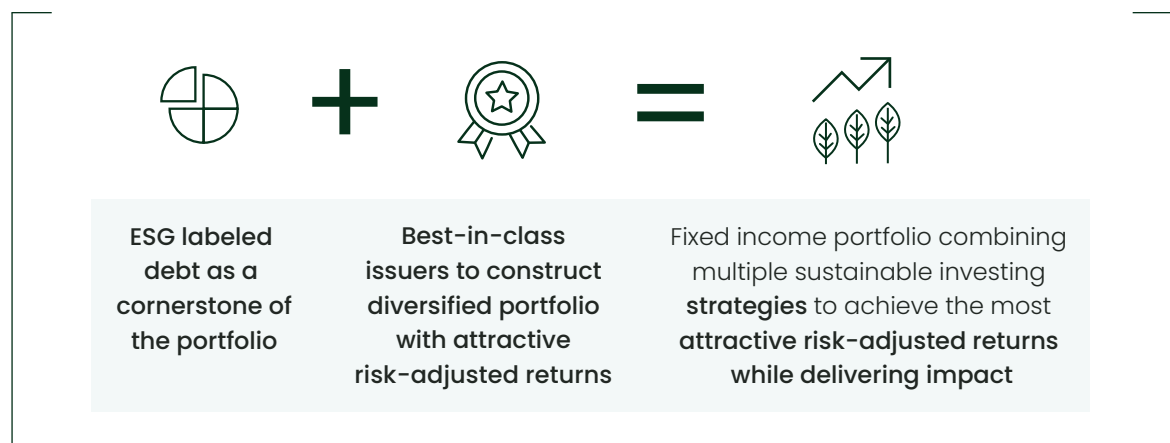 ESG labeled
debt as a
cornerstone of
the portfolio
Best-in-class
issuers to construct
diversified portfolio
with attractive
risk-adjusted returns
Fixed income portfolio combining
multiple sustainable investing
strategies to achieve the most
attractive risk-adjusted returns
while delivering impact